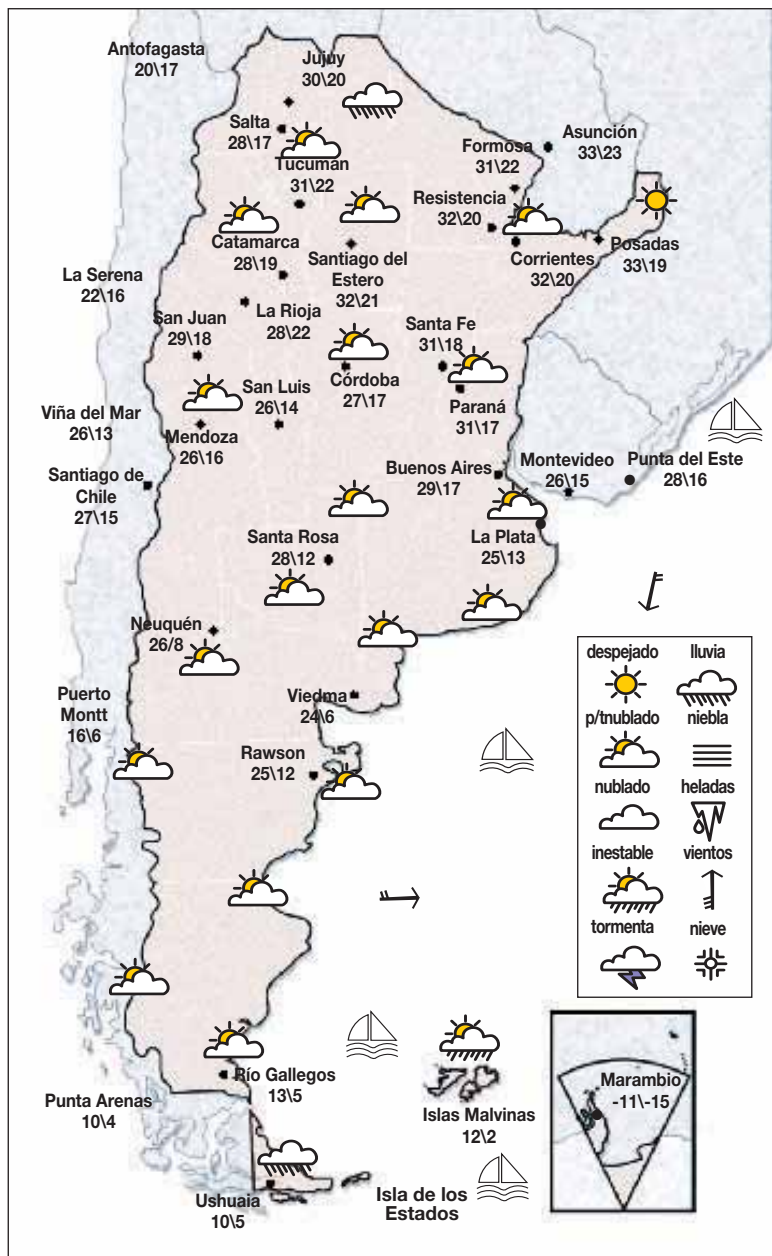 Antofagasta
20\17
Jujuy
30\20
Salta
28\17
Tucumán
31\22
Formosa
31\22
Asunción
33\23
Resistencia
32\20
Catamarca
28\19
Santiago del
Estero
32\21
Corrientes
32\20
Posadas
33\19
La Serena
22\16
La Rioja
28\22
San Juan
29\18
Santa Fe
31\18
Córdoba
27\17
San Luis
26\14
Paraná
31\17
Viña del Mar
26\13
Mendoza
26\16
Santiago de
Chile
27\15
Buenos Aires
29\17
Montevideo
26\15
Punta del Este
28\16
La Plata
25\13
Santa Rosa
28\12
Neuquén
26/8
Viedma
24\6
Puerto
Montt
16\6
Rawson
25\12
despejado lluvia
p/tnublado niebla
nublado heladas
inestable vientos
tormenta nieve
Río Gallegos
13\5
Punta Arenas
10\4
Islas Malvinas
12\2
Marambio
-11\-15
Ushuaia
10\5
Isla de los
Estados